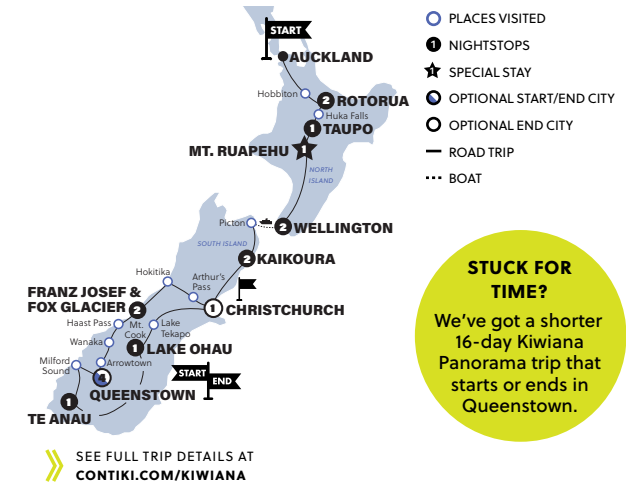 START
AUCKLAND
Hobbiton
2 ROTORUA
Huka Falls
1 TAUPO
MT. RUAPEHU 1
NORTH
ISLAND
Picton
2 WELLINGTON
SOUTH ISLAND
2 KAIKOURA
Hokitika
Arthur's
Pass
FRANZ JOSEF &
FOX GLACIER 2
1 CHRISTCHURCH
Haast Pass
Mt.
Cook
Lake
Tekapo
Wanaka
1 LAKE OHAU
Milford
Sound
Arrowtown
4
QUEENSTOWN
START
END
1
TE ANAU
PLACES VISITED
1 NIGHTSTOPS
1 SPECIAL STAY
OPTIONAL START/END CITY
OPTIONAL END CITY
ROAD TRIP
BOAT
STUCK FOR
TIME?
We've got a shorter
16-day Kiwiana
Panorama trip that
starts or ends in
Queenstown.
SEE FULL TRIP DETAILS AT
CONTIKI.COM/KIWIANA